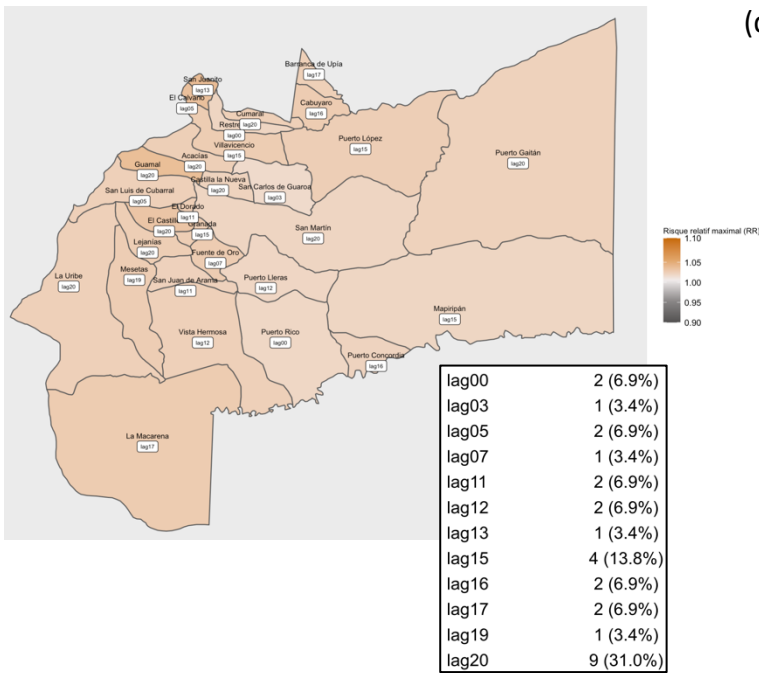 (c
Barranca de Upía
lag17
San Juanito
lag13
El Calvario
lag05
Cabuyaro
lag16
Cumaral
lag20
Restre
lag00
Villavicencio
lag15
Puerto López
lag15
Puerto Gaitán
lag20
Acacías
lag20
Guamal
lag20
Castilla la Nueva
lag20
San Carlos de Guaroa
lag03
San Luis de Cubarral
lag05
El Dorado
lag11
El Castillo
lag20
Granada
lag15
San Martín
lag20
Lejanías
lag20
Fuente de Oro
lag07
Mesetas
lag19
La Uribe
lag20
San Juan de Arama
lag11
Puerto Lleras
lag12
Mapiripán
lag15
Vista Hermosa
lag12
Puerto Rico
lag00
Puerto Concordia
lag16
La Macarena
lag17
Risque relatif maximal (RR)
1.10
1.05
1.00
0.95
0.90
lag00 2 (6.9%)
lag03 1 (3.4%)
lag05 2 (6.9%)
lag07 1 (3.4%)
lag11 2 (6.9%)
lag12 2 (6.9%)
lag13 1 (3.4%)
lag15 4 (13.8%)
lag16 2 (6.9%)
lag17 2 (6.9%)
lag19 1 (3.4%)
lag20 9 (31.0%)